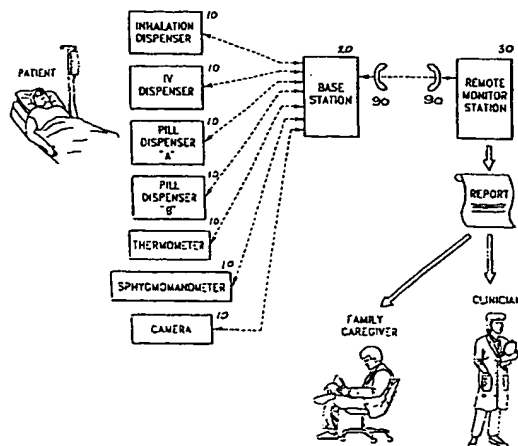 PATIENT
10
INHALATION
DISPENSER
10
IV
DISPENSER
10
PILL
DISPENSER
"A"
10
PILL
DISPENSER
"B"
10
THERMOMETER
10
SPHYGMOMANOMETER
10
CAMERA
20
BASE
STATION
90
90
30
REMOTE
MONITOR
STATION
REPORT
FAMILY
CAREGIVER
CLINICIAN